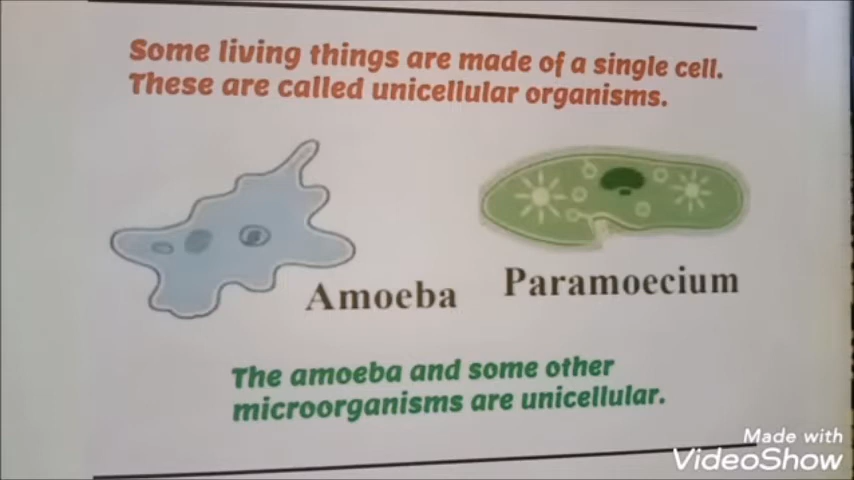 Some living things are made of a single cell.
These are called unicellular organisms.
Amoeba
Paramoecium
The amoeba and some other
microorganisms are unicellular.
Made with
VideoShow